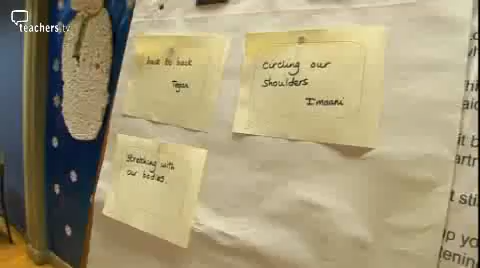 teachers tv
back to back
Tegan
Circling our
shoulders
Imaani
Stretching with
our bodies.